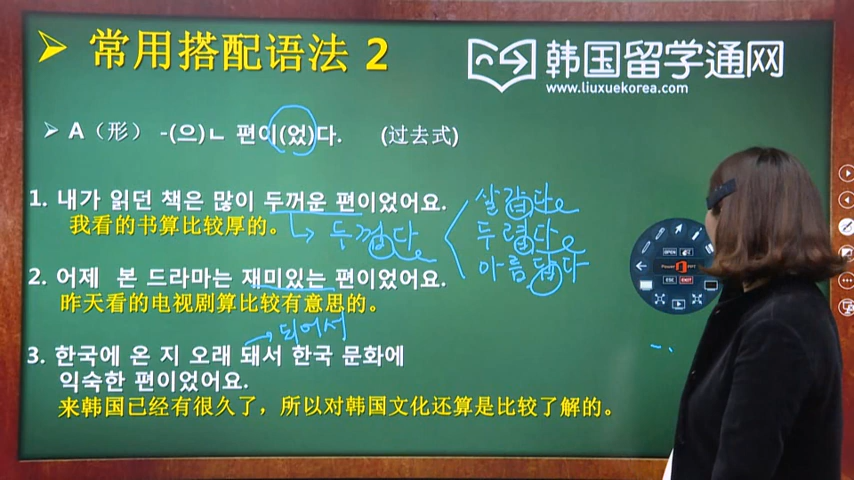 常用搭配语法 2
韩国留学通网
www.liuxuekorea.com
A（形） -(으)ㄴ 편이(었)다. (过去式)
1. 내가 읽던 책은 많이 두꺼운 편이었어요.
我看的书算比较厚的。
두껍다
살갑다
두렵다
아름답다
2. 어제 본 드라마는 재미있는 편이었어요.
昨天看的电视剧算比较有意思的。
되어서
3. 한국에 온 지 오래 돼서 한국 문화에
익숙한 편이었어요.
来韩国已经有很久了，所以对韩国文化还算是比较了解的。
OPEN
PowerPPT
ESC EXIT